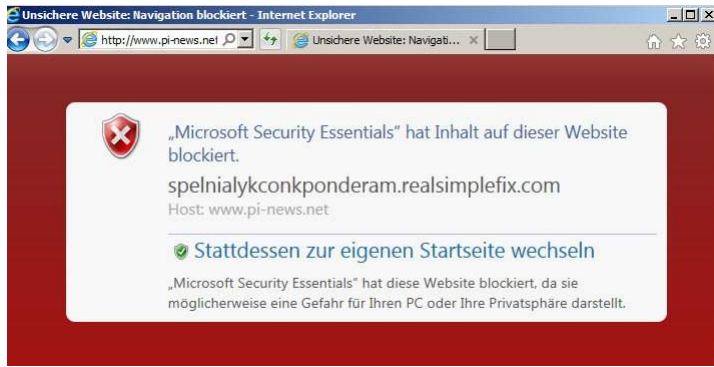 Unsichere Website: Navigation blockiert - Internet Explorer
http://www.pi-news.net
Unsichere Website: Navigati...
„Microsoft Security Essentials“ hat Inhalt auf dieser Website
blockiert.
spelnialykconkponderam.realsimplefix.com
Host: www.pi-news.net
Stattdessen zur eigenen Startseite wechseln
„Microsoft Security Essentials“ hat diese Website blockiert, da sie
möglicherweise eine Gefahr für Ihren PC oder Ihre Privatsphäre darstellt.